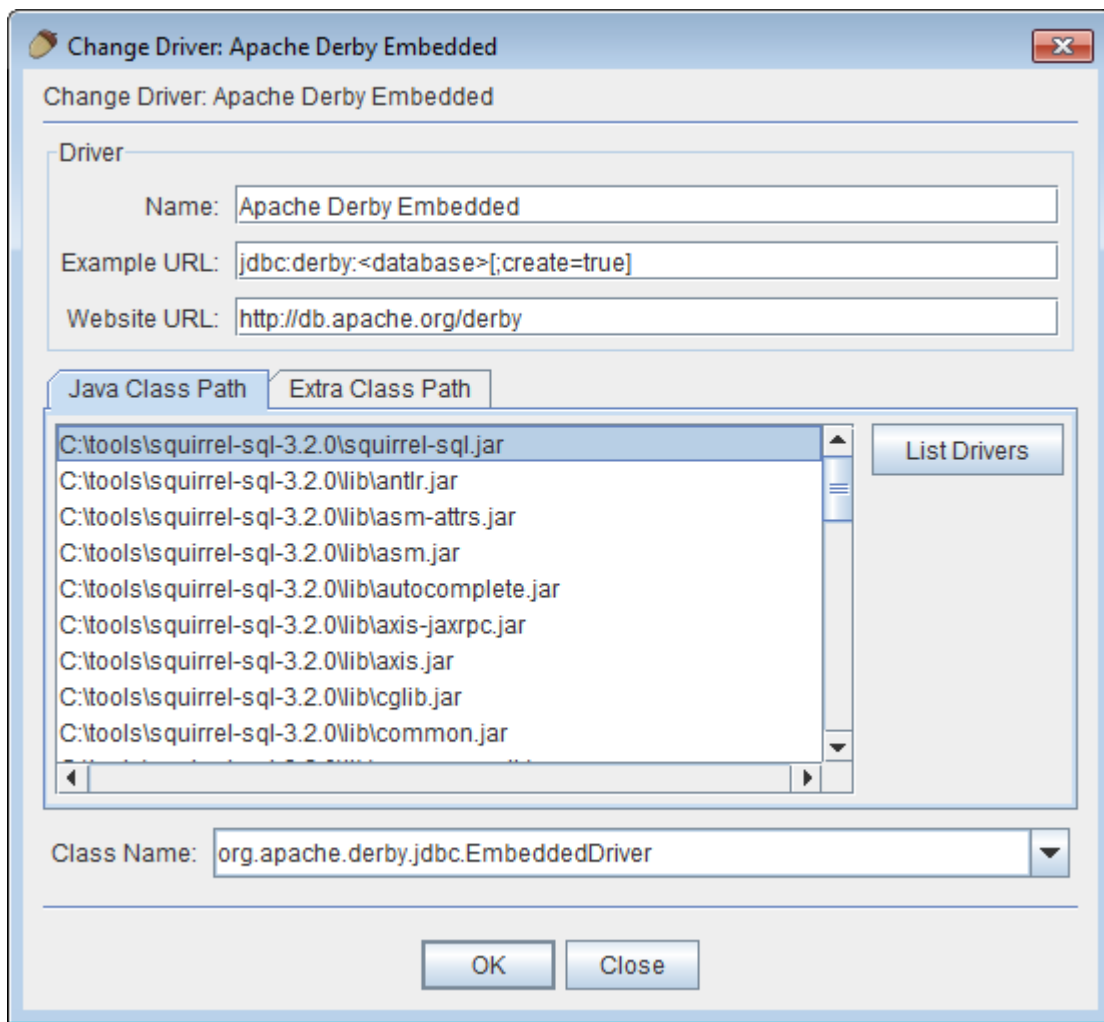 Change Driver: Apache Derby Embedded
Change Driver: Apache Derby Embedded
Driver
Name: Apache Derby Embedded
Example URL: jdbc:derby:<database>[;create=true]
Website URL: http://db.apache.org/derby
Java Class Path Extra Class Path
C:\tools\squirrel-sql-3.2.0\squirrel-sql.jar
List Drivers
C:\tools\squirrel-sql-3.2.0\lib\antlr.jar
C:\tools\squirrel-sql-3.2.0\lib\asm-attrs.jar
C:\tools\squirrel-sql-3.2.0\lib\asm.jar
C:\tools\squirrel-sql-3.2.0\lib\autocomplete.jar
C:\tools\squirrel-sql-3.2.0\lib\axis-jaxrpc.jar
C:\tools\squirrel-sql-3.2.0\lib\axis.jar
C:\tools\squirrel-sql-3.2.0\lib\cglib.jar
C:\tools\squirrel-sql-3.2.0\lib\common.jar
Class Name: org.apache.derby.jdbc.EmbeddedDriver
OK Close